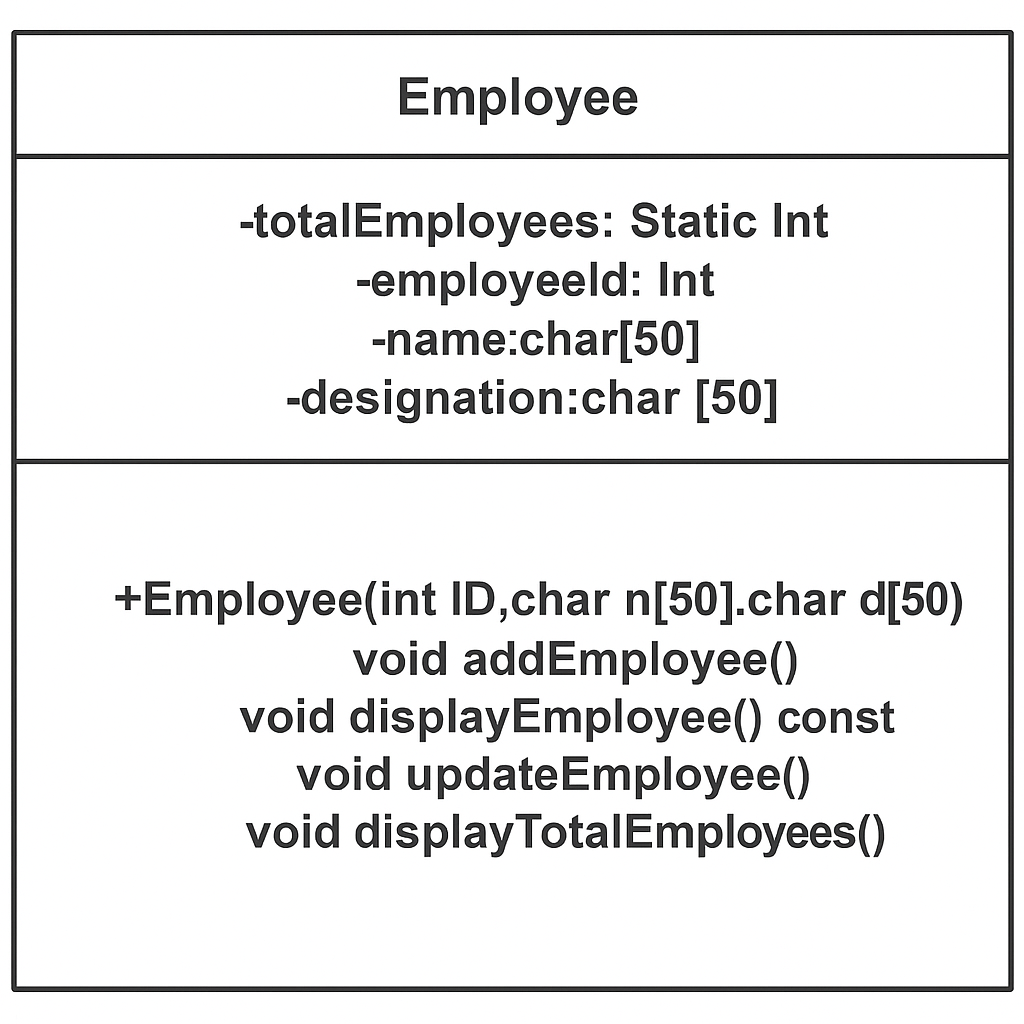 Employee
-totalEmployees: Static Int
-employeeId: Int
-name:char[50]
-designation:char [50]
+Employee(int ID,char n[50].char d[50)
void addEmployee()
void displayEmployee() const
void updateEmployee()
void displayTotalEmployees()